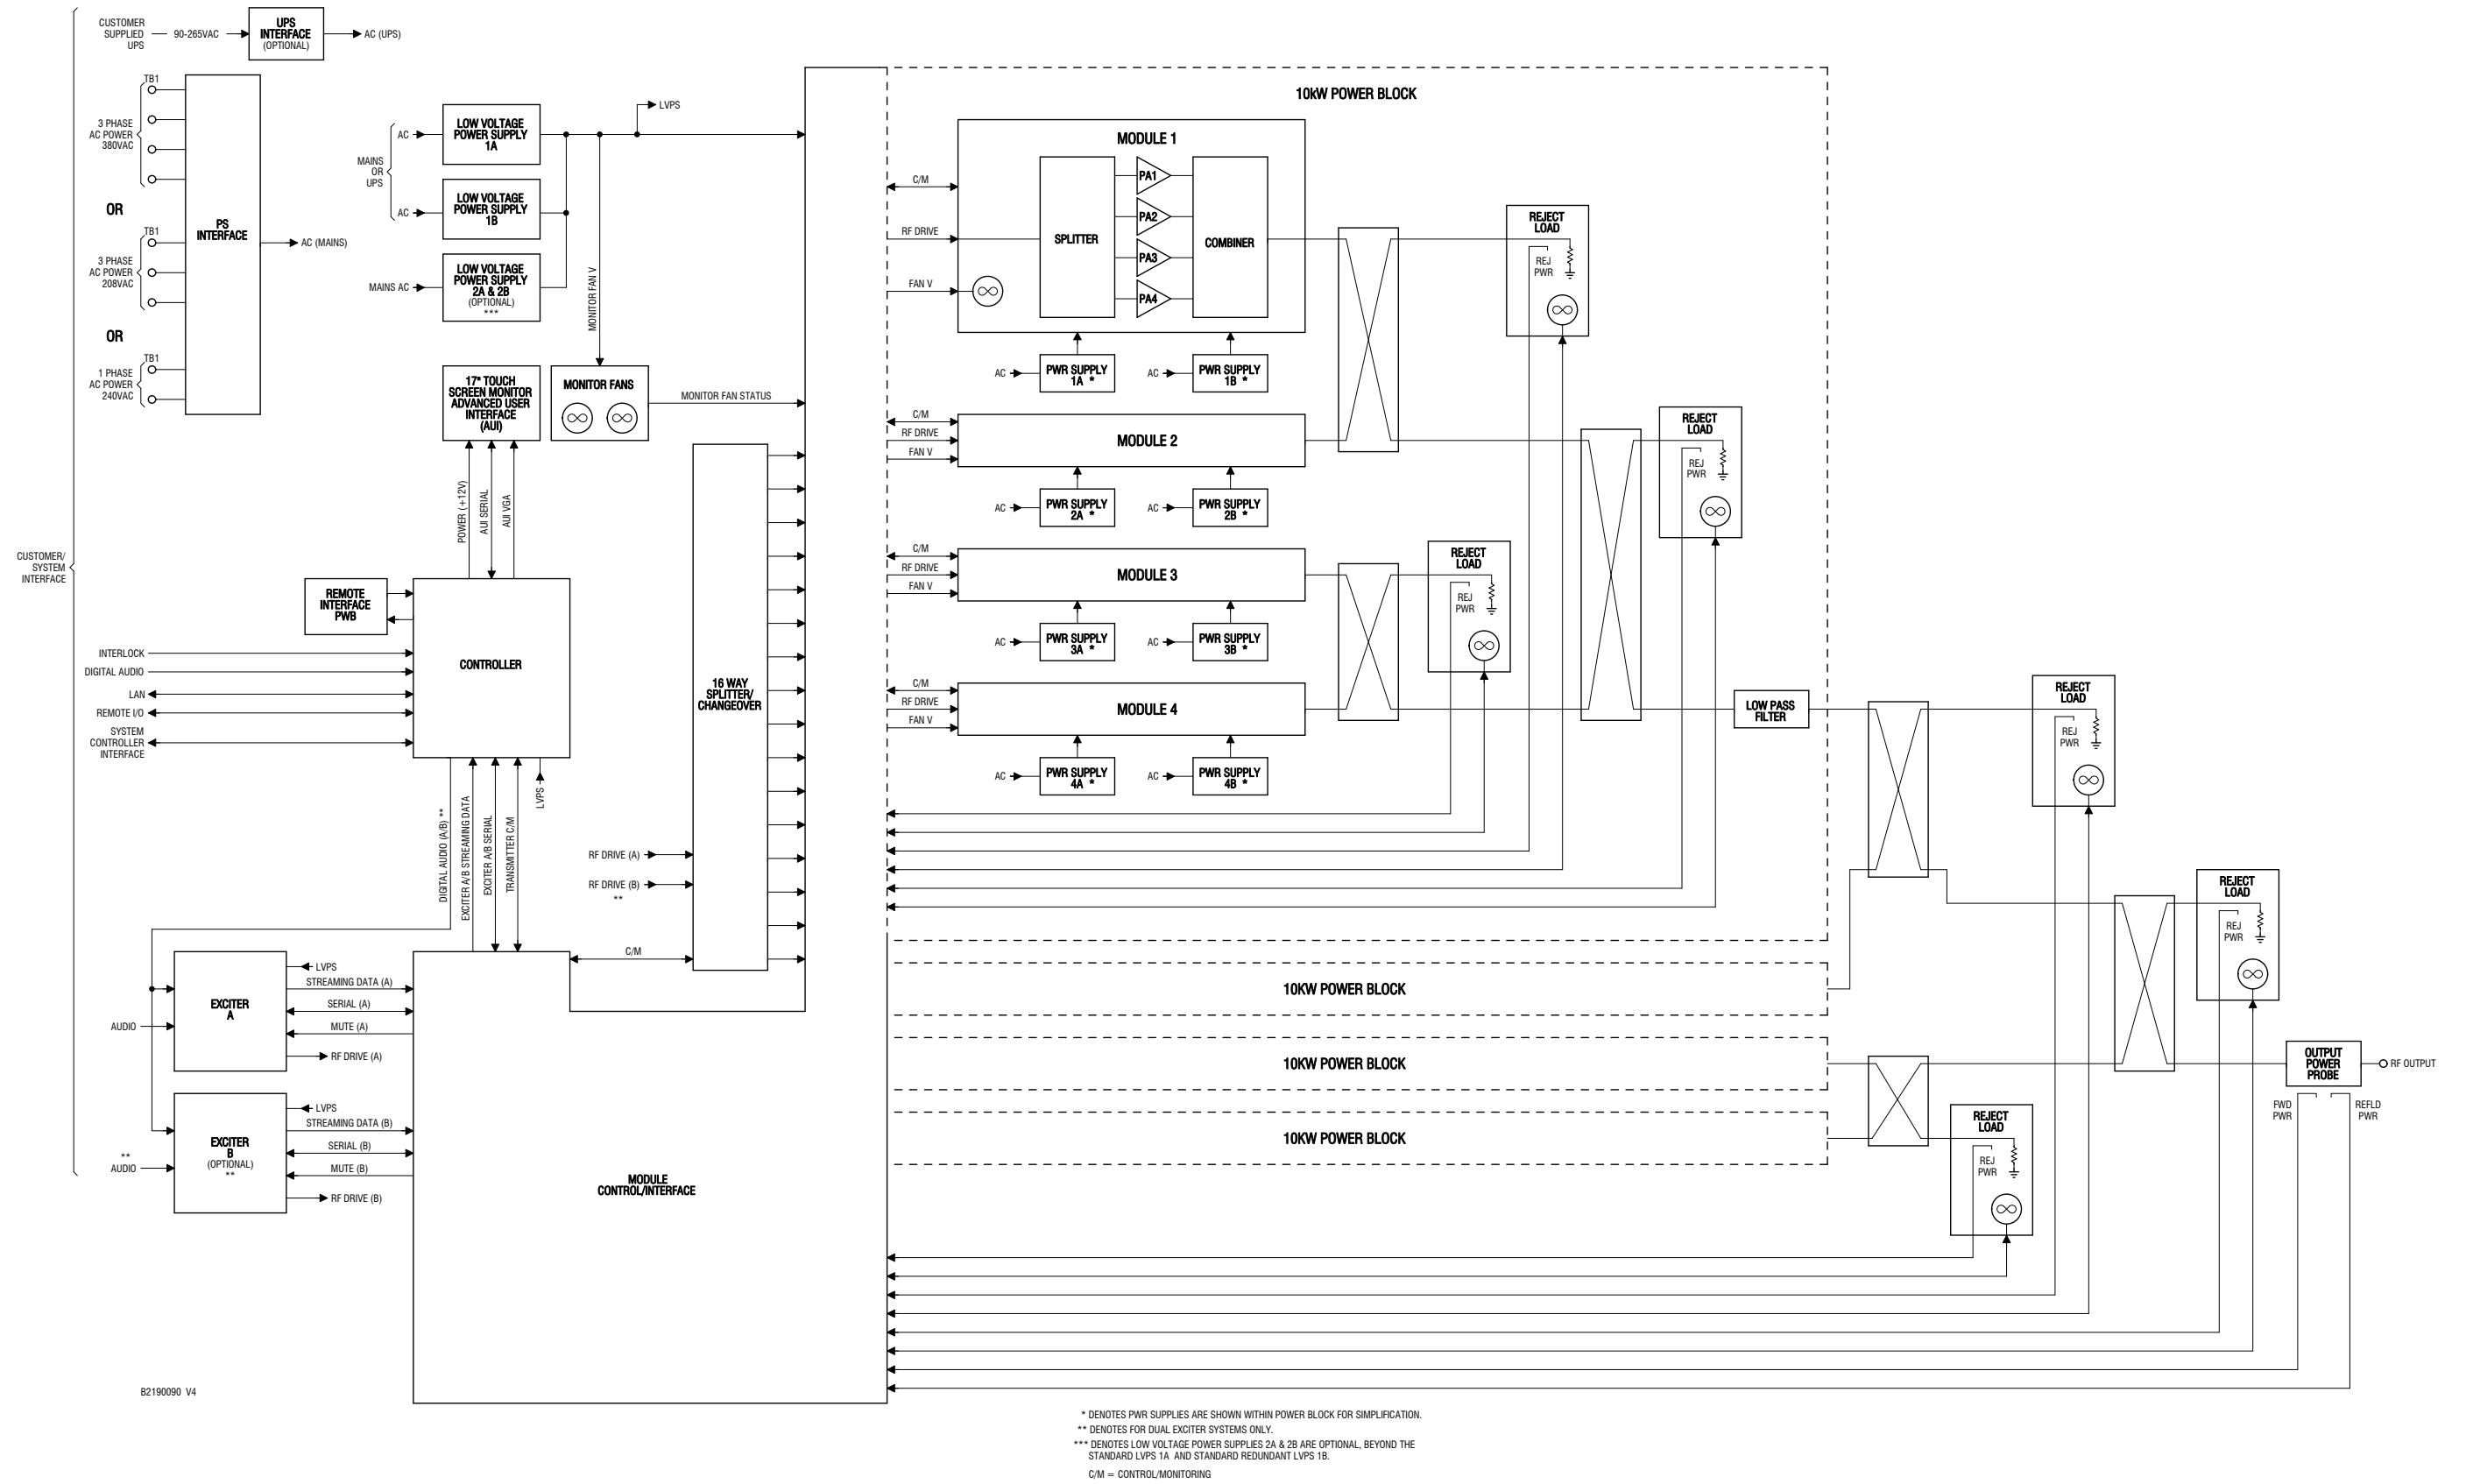 CUSTOMER
SUPPLIED
UPS
90-265VAC
UPS
INTERFACE
(OPTIONAL)
AC (UPS)
TB1
3 PHASE
AC POWER
380VAC
OR
TB1
3 PHASE
AC POWER
208VAC
OR
TB1
1 PHASE
AC POWER
240VAC
PS
INTERFACE
AC (MAINS)
MAINS
OR
UPS
AC
LOW VOLTAGE
POWER SUPPLY
1A
LVPS
AC
LOW VOLTAGE
POWER SUPPLY
1B
MAINS AC
LOW VOLTAGE
POWER SUPPLY
2A & 2B
(OPTIONAL)
***
MONITOR FAN V
17" TOUCH
SCREEN MONITOR
ADVANCED USER
INTERFACE
(AUI)
MONITOR FANS
MONITOR FAN STATUS
POWER (+12V)
AUI SERIAL
AUI VGA
CUSTOMER/
SYSTEM
INTERFACE
REMOTE
INTERFACE
PWB
CONTROLLER
INTERLOCK
DIGITAL AUDIO
LAN
REMOTE I/O
SYSTEM
CONTROLLER
INTERFACE
16 WAY
SPLITTER/
CHANGEOVER
DIGITAL AUDIO (A/B) **
EXCITER A/B STREAMING DATA
EXCITER A/B SERIAL
TRANSMITTER C/M
LVPS
RF DRIVE (A)
RF DRIVE (B)
**
C/M
EXCITER
A
AUDIO
LVPS
STREAMING DATA (A)
SERIAL (A)
MUTE (A)
RF DRIVE (A)
EXCITER
B
(OPTIONAL)
**
**
AUDIO
LVPS
STREAMING DATA (B)
SERIAL (B)
MUTE (B)
RF DRIVE (B)
MODULE
CONTROL/INTERFACE
10kW POWER BLOCK
MODULE 1
C/M
RF DRIVE
FAN V
SPLITTER
PA1
PA2
PA3
PA4
COMBINER
AC
PWR SUPPLY
1A *
AC
PWR SUPPLY
1B *
C/M
RF DRIVE
FAN V
MODULE 2
AC
PWR SUPPLY
2A *
AC
PWR SUPPLY
2B *
C/M
RF DRIVE
FAN V
MODULE 3
AC
PWR SUPPLY
3A *
AC
PWR SUPPLY
3B *
C/M
RF DRIVE
FAN V
MODULE 4
AC
PWR SUPPLY
4A *
AC
PWR SUPPLY
4B *
REJECT
LOAD
REJ
PWR
REJECT
LOAD
REJ
PWR
REJECT
LOAD
REJ
PWR
LOW PASS
FILTER
REJECT
LOAD
REJ
PWR
REJECT
LOAD
REJ
PWR
10KW POWER BLOCK
10KW POWER BLOCK
10KW POWER BLOCK
REJECT
LOAD
REJ
PWR
OUTPUT
POWER
PROBE
RF OUTPUT
FWD
PWR
REFLD
PWR
B2190090 V4
* DENOTES PWR SUPPLIES ARE SHOWN WITHIN POWER BLOCK FOR SIMPLIFICATION.
** DENOTES FOR DUAL EXCITER SYSTEMS ONLY.
*** DENOTES LOW VOLTAGE POWER SUPPLIES 2A & 2B ARE OPTIONAL, BEYOND THE
STANDARD LVPS 1A AND STANDARD REDUNDANT LVPS 1B.
C/M = CONTROL/MONITORING